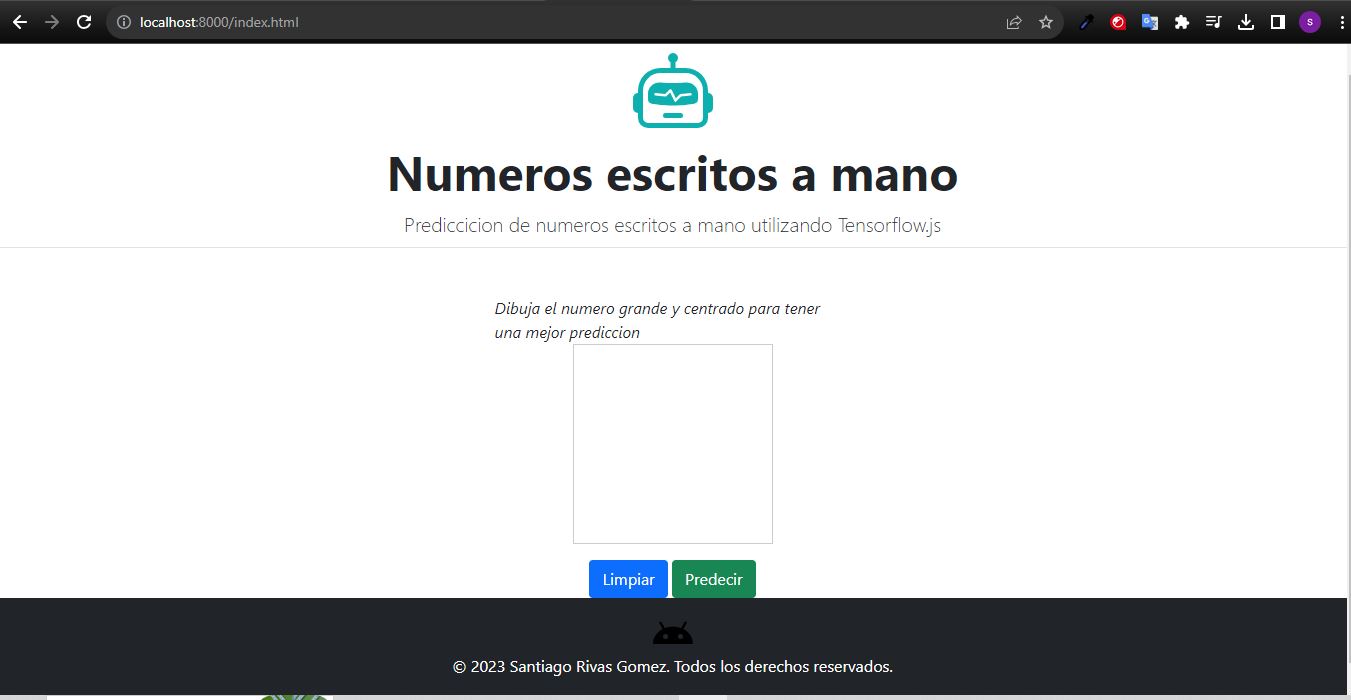 localhost:8000/index.html
S
Numeros escritos a mano
Prediccicion de numeros escritos a mano utilizando Tensorflow.js
Dibuja el numero grande y centrado para tener
una mejor prediccion
Limpiar Predecir
© 2023 Santiago Rivas Gomez. Todos los derechos reservados.